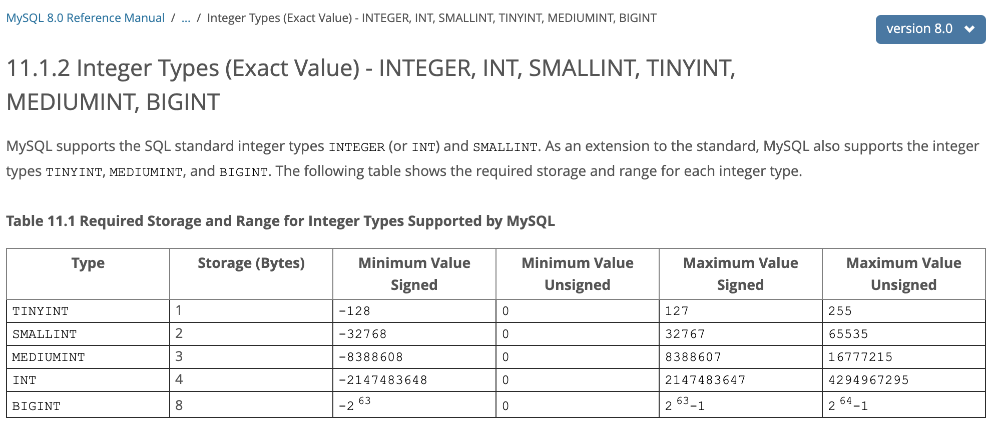 MySQL 8.0 Reference Manual / ... / Integer Types (Exact Value) - INTEGER, INT, SMALLINT, TINYINT, MEDIUMINT, BIGINT
version 8.0
11.1.2 Integer Types (Exact Value) - INTEGER, INT, SMALLINT, TINYINT,
MEDIUMINT, BIGINT
MySQL supports the SQL standard integer types INTEGER (or INT) and SMALLINT. As an extension to the standard, MySQL also supports the integer
types TINYINT, MEDIUMINT, and BIGINT. The following table shows the required storage and range for each integer type.
Table 11.1 Required Storage and Range for Integer Types Supported by MySQL
Type Storage (Bytes) Minimum Value Signed Minimum Value Unsigned Maximum Value Signed Maximum Value Unsigned
TINYINT 1 -128 0 127 255
SMALLINT 2 -32768 0 32767 65535
MEDIUMINT 3 -8388608 0 8388607 16777215
INT 4 -2147483648 0 2147483647 4294967295
BIGINT 8 -2⁶³ 0 2⁶³-1 2⁶⁴-1